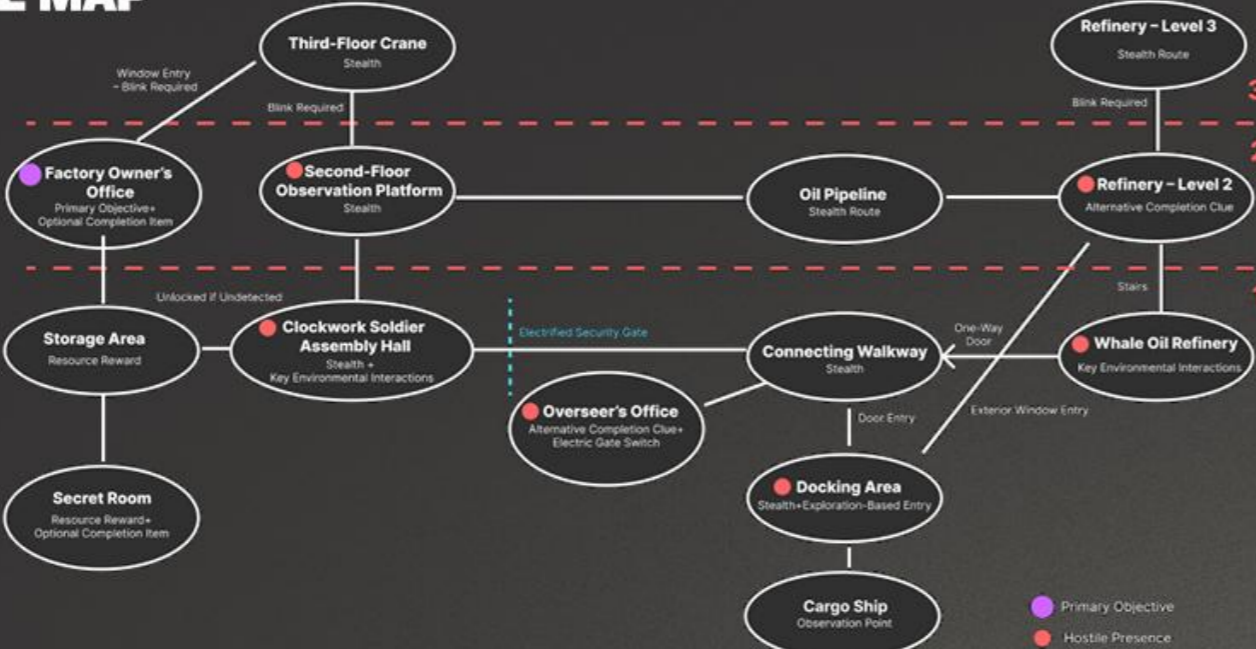 E MAP
Third-Floor Crane
Stealth
Refinery – Level 3
Stealth Route
Window Entry
– Blink Required
Blink Required
Blink Required
3
2
Factory Owner's
Office
Primary Objective+
Optional Completion Item
Second-Floor
Observation Platform
Stealth
Oil Pipeline
Stealth Route
Refinery – Level 2
Alternative Completion Clue
Unlocked if Undetected
Stairs
Storage Area
Resource Reward
Clockwork Soldier
Assembly Hall
Stealth +
Key Environmental Interactions
Electrified Security Gate
Connecting Walkway
Stealth
One-Way
Door
Whale Oil Refinery
Key Environmental Interactions
Overseer's Office
Alternative Completion Clue+
Electric Gate Switch
Door Entry
Exterior Window Entry
Secret Room
Resource Reward+
Optional Completion Item
Docking Area
Stealth+Exploration-Based Entry
Cargo Ship
Observation Point
Primary Objective
Hostile Presence